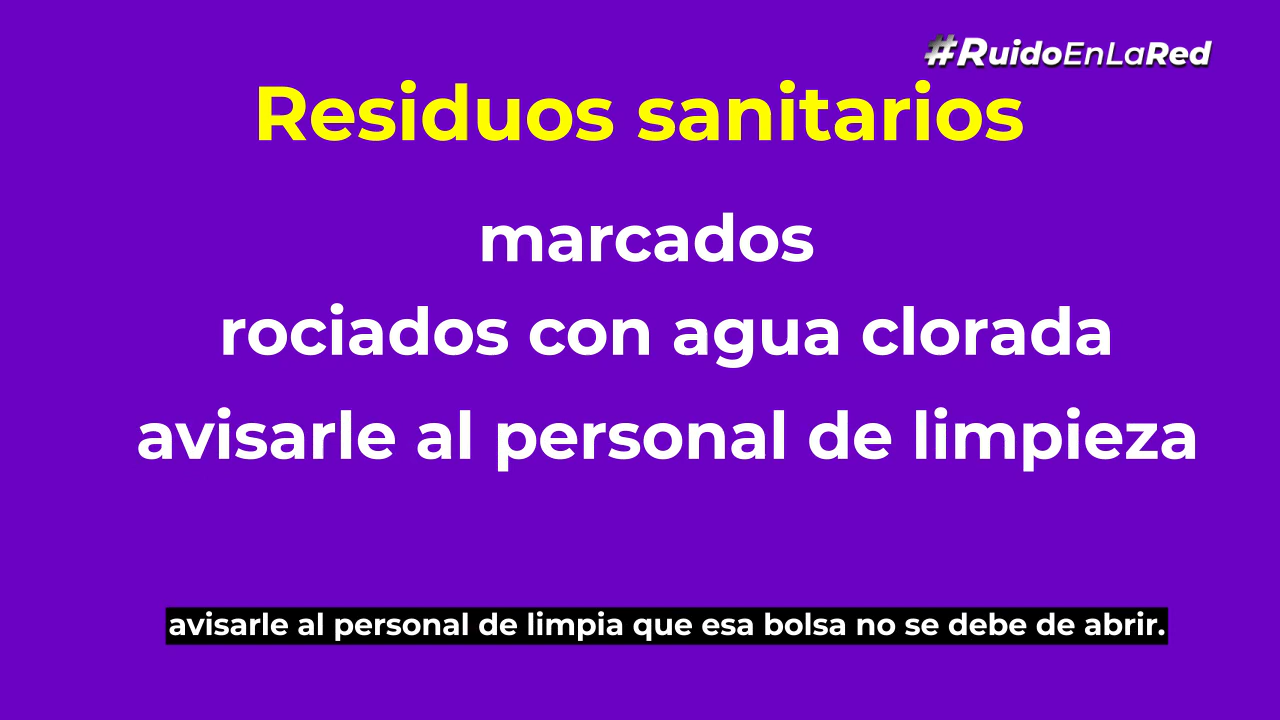 #RuidoEnLaRed
Residuos sanitarios
marcados
rociados con agua clorada
avisarle al personal de limpieza
avisarle al personal de limpia que esa bolsa no se debe de abrir.